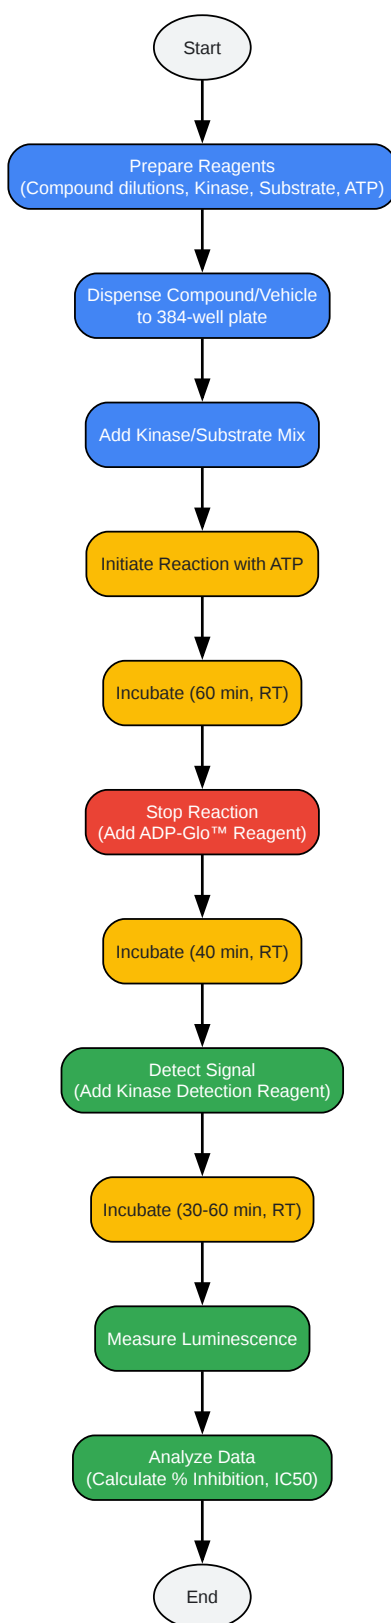 Start
Prepare Reagents
(Compound dilutions, Kinase, Substrate, ATP)
Dispense Compound/Vehicle
to 384-well plate
Add Kinase/Substrate Mix
Initiate Reaction with ATP
Incubate (60 min, RT)
Stop Reaction
(Add ADP-Glo™ Reagent)
Incubate (40 min, RT)
Detect Signal
(Add Kinase Detection Reagent)
Incubate (30-60 min, RT)
Measure Luminescence
Analyze Data
(Calculate % Inhibition, IC50)
End